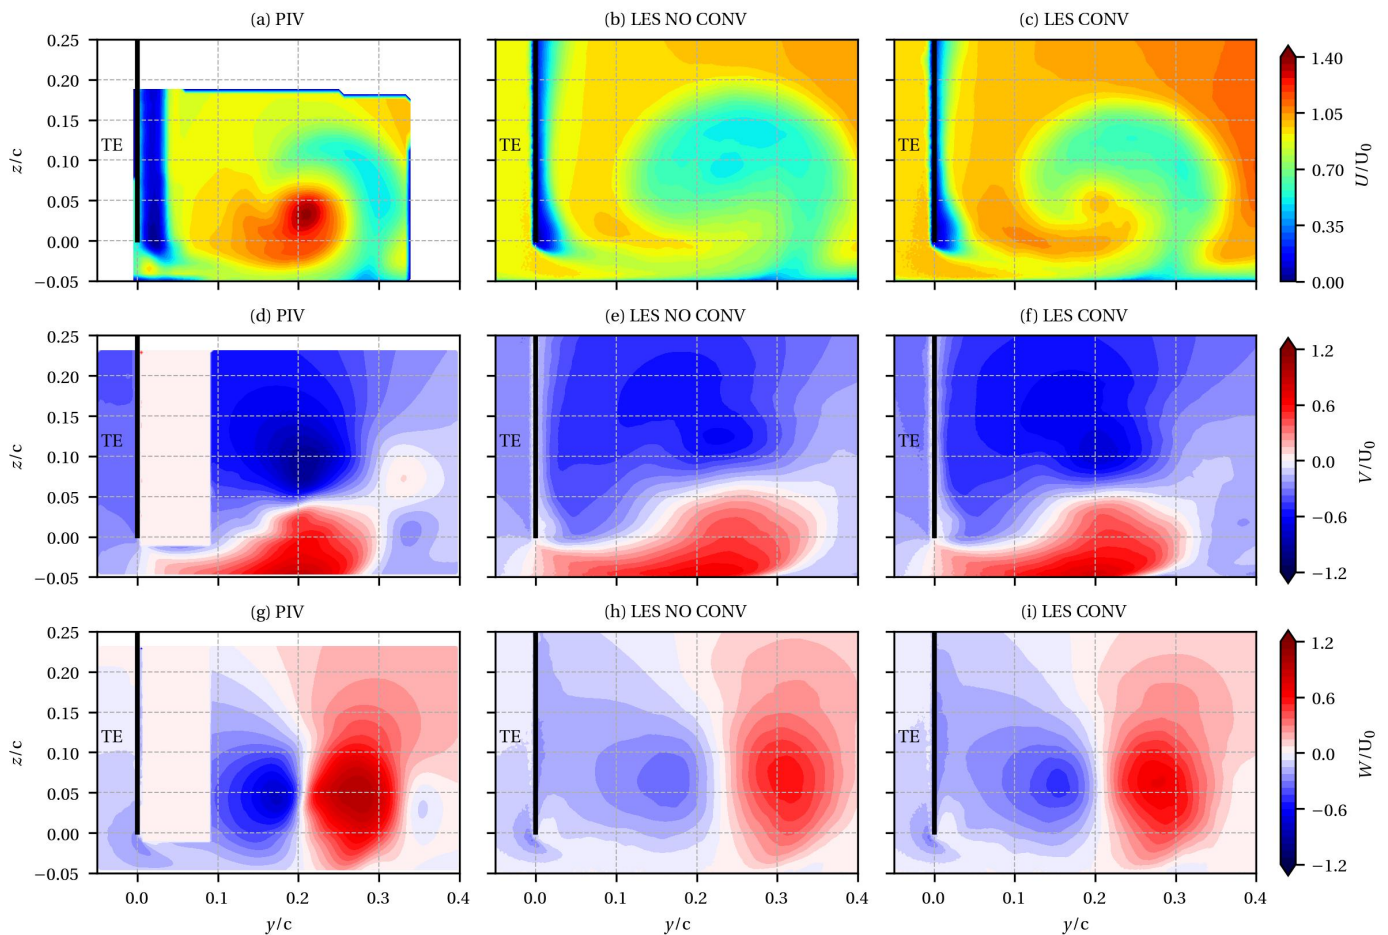 (a) PIV
(b) LES NO CONV
(c) LES CONV
0.25
0.20
0.15
0.10
0.05
0.00
−0.05
z/c
TE
TE
TE
1.40
1.05
0.70
0.35
0.00
U/U0
(d) PIV
(e) LES NO CONV
(f) LES CONV
0.25
0.20
0.15
0.10
0.05
0.00
−0.05
z/c
TE
TE
TE
1.2
0.6
0.0
−0.6
−1.2
V/U0
(g) PIV
(h) LES NO CONV
(i) LES CONV
0.25
0.20
0.15
0.10
0.05
0.00
−0.05
z/c
TE
TE
TE
1.2
0.6
0.0
−0.6
−1.2
W/U0
0.0 0.1 0.2 0.3 0.4
0.0 0.1 0.2 0.3 0.4
0.0 0.1 0.2 0.3 0.4
y/c
y/c
y/c